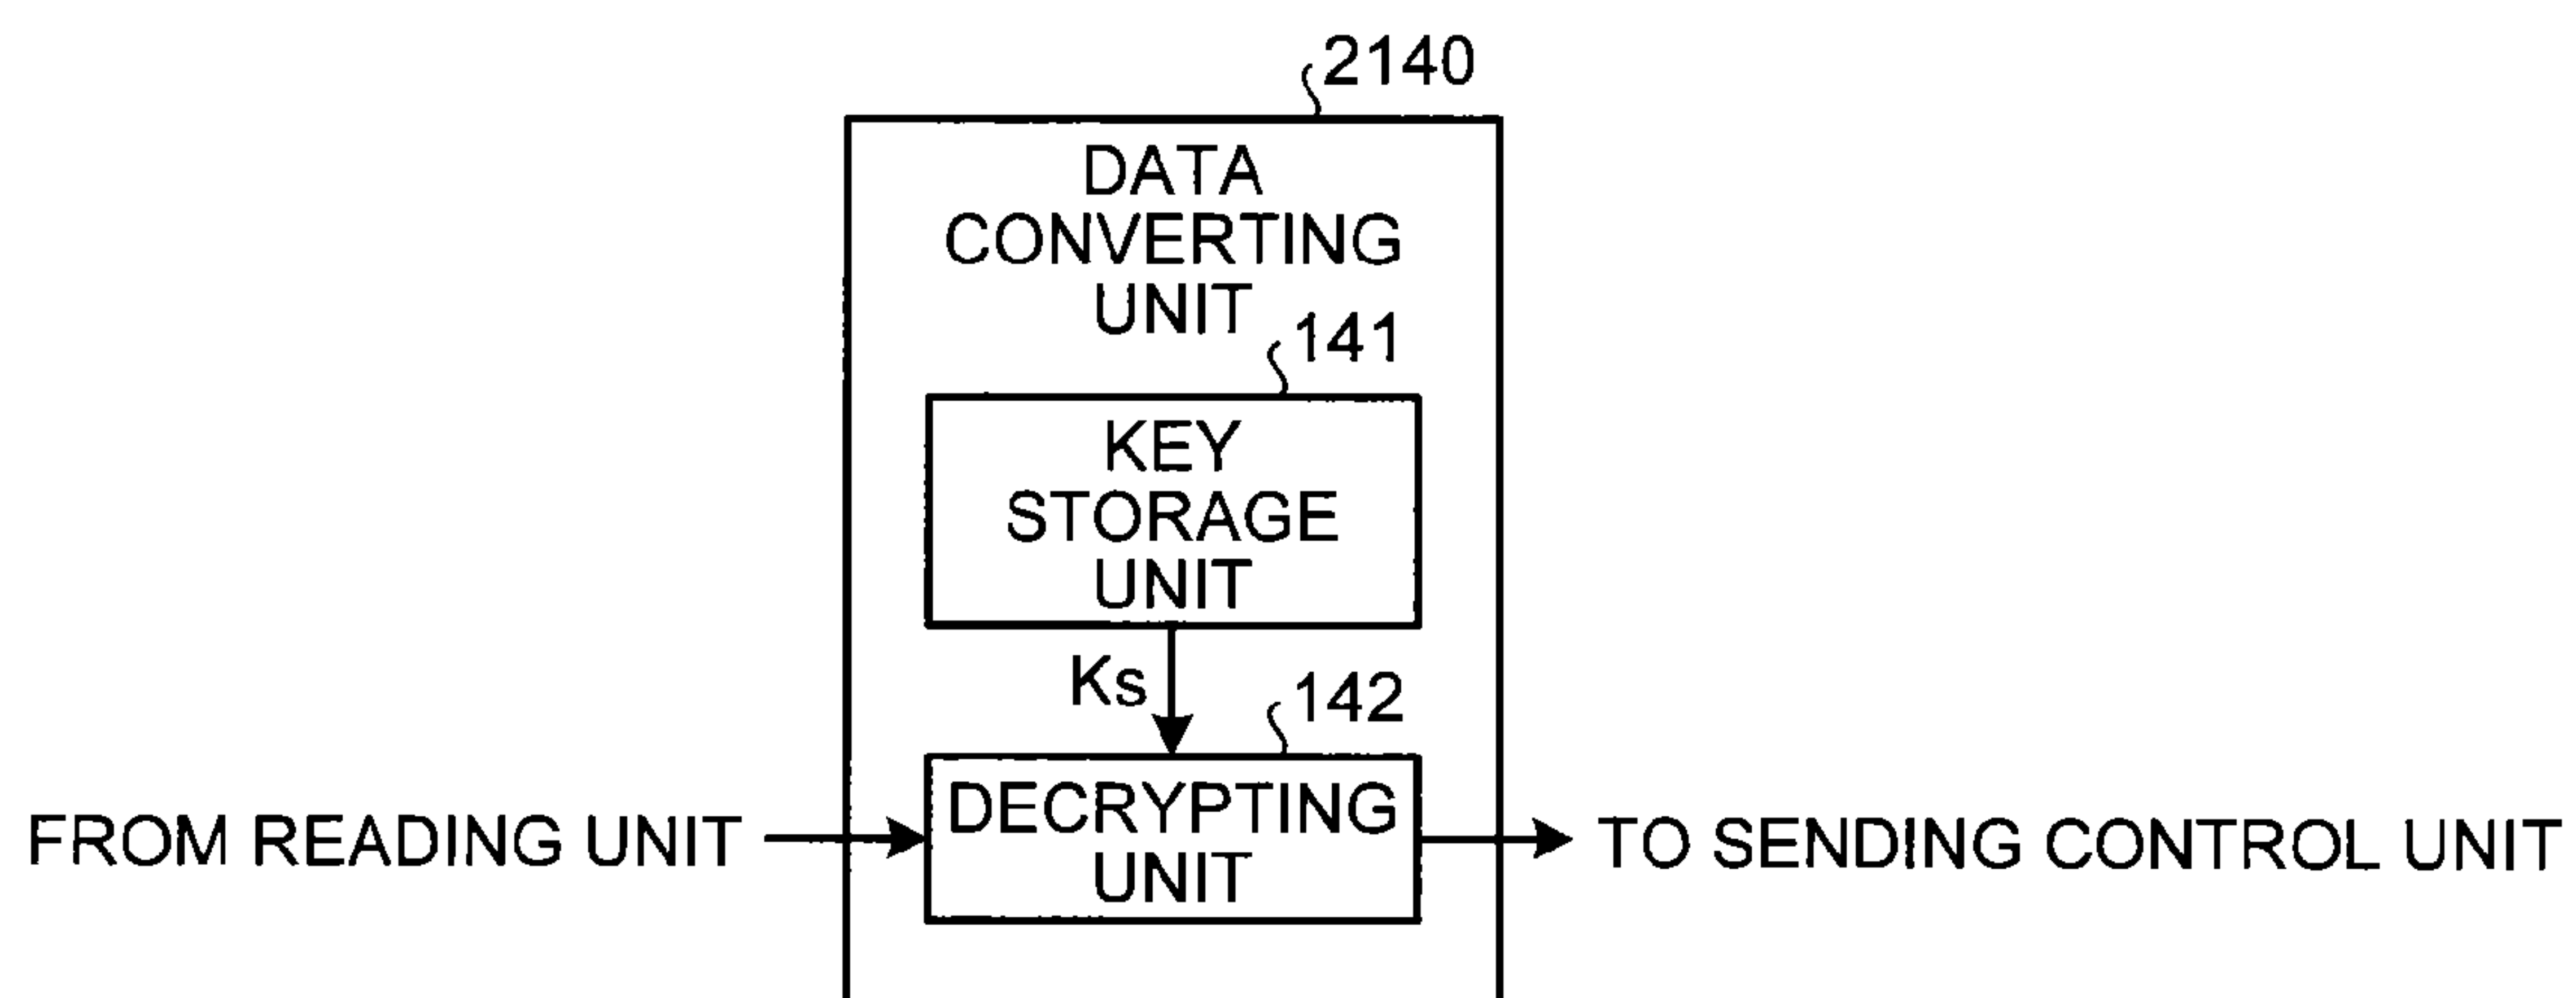 2140
DATA
CONVERTING
UNIT
141
KEY
STORAGE
UNIT
Ks
142
FROM READING UNIT
DECRYPTING
UNIT
TO SENDING CONTROL UNIT